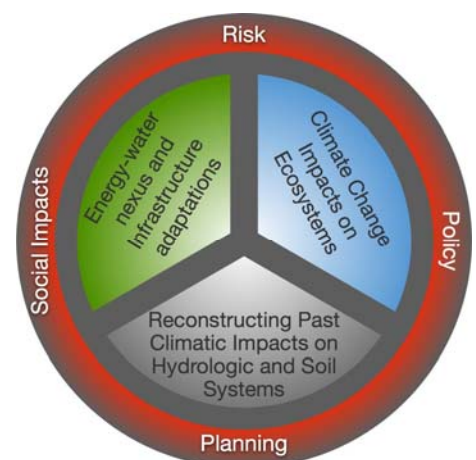 Risk
Energy-water
nexus and
Infrastructure
adaptations
Climate Change
Impacts on
Ecosystems
Social Impacts
Policy
Reconstructing Past
Climatic Impacts on
Hydrologic and Soil
Systems
Planning